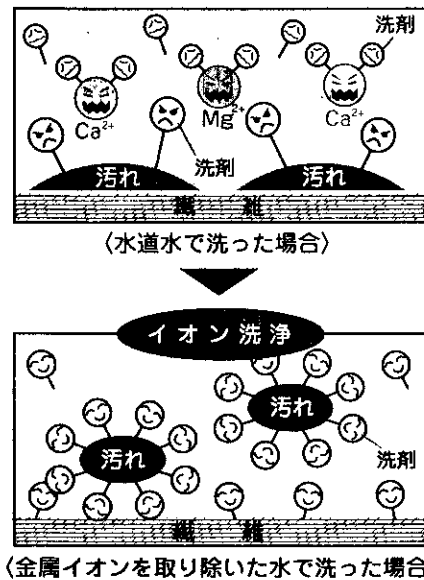 洗剤
Ca²⁺
Mg²⁺
Ca²⁺
洗剤
汚れ
汚れ
繊維
〈水道水で洗った場合〉
イオン洗浄
汚れ
汚れ
洗剤
繊維
〈金属イオンを取り除いた水で洗った場合